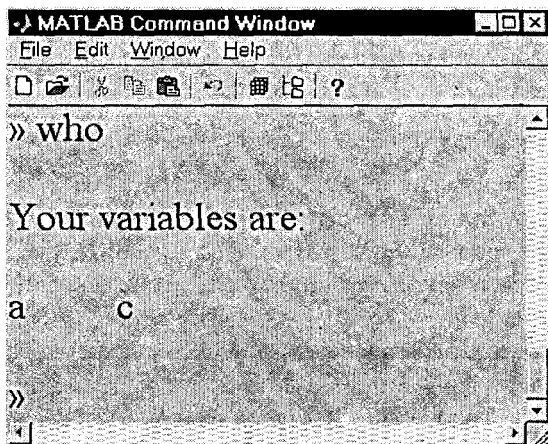 MATLAB Command Window
File Edit Window Help
?
» who
Your variables are:
a c
»